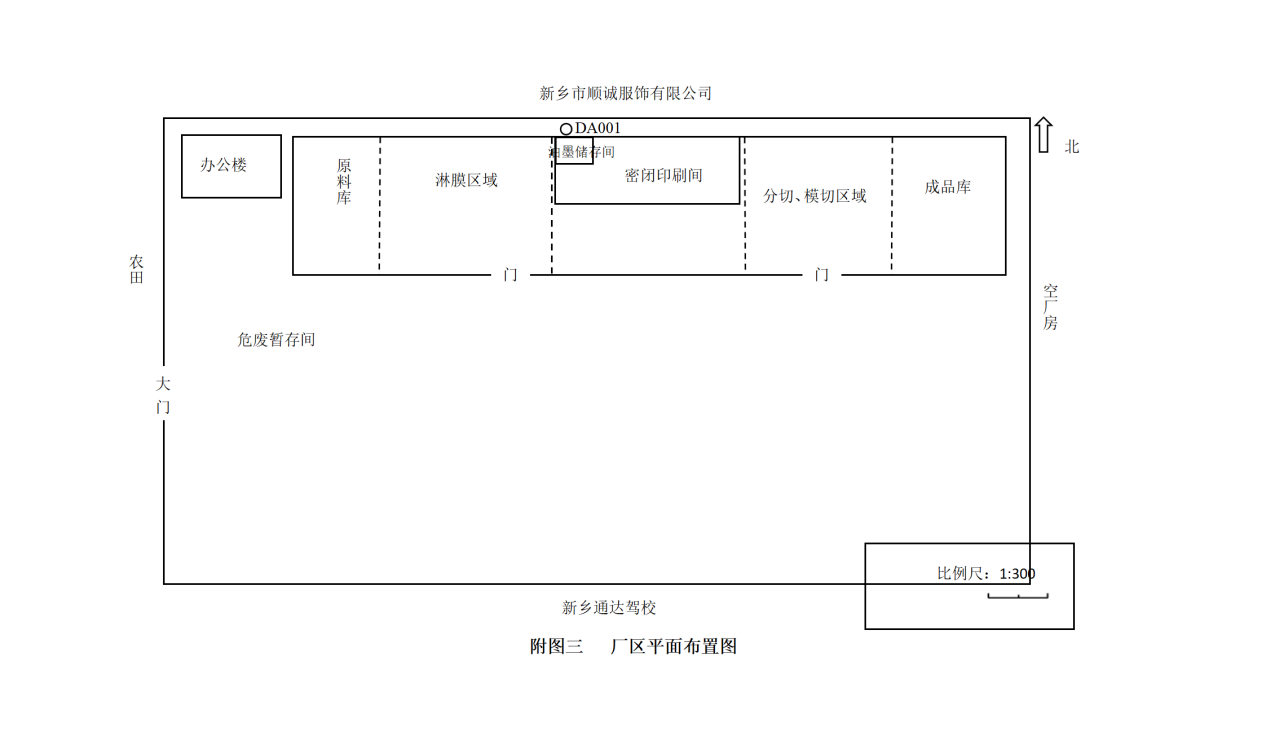 新乡市顺诚服饰有限公司
DA001
北
办公楼
原料库
淋膜区域
油墨储存间
密闭印刷间
分切、模切区域
成品库
农田
门
门
空厂房
危废暂存间
大门
比例尺：1:300
新乡通达驾校
附图三 厂区平面布置图